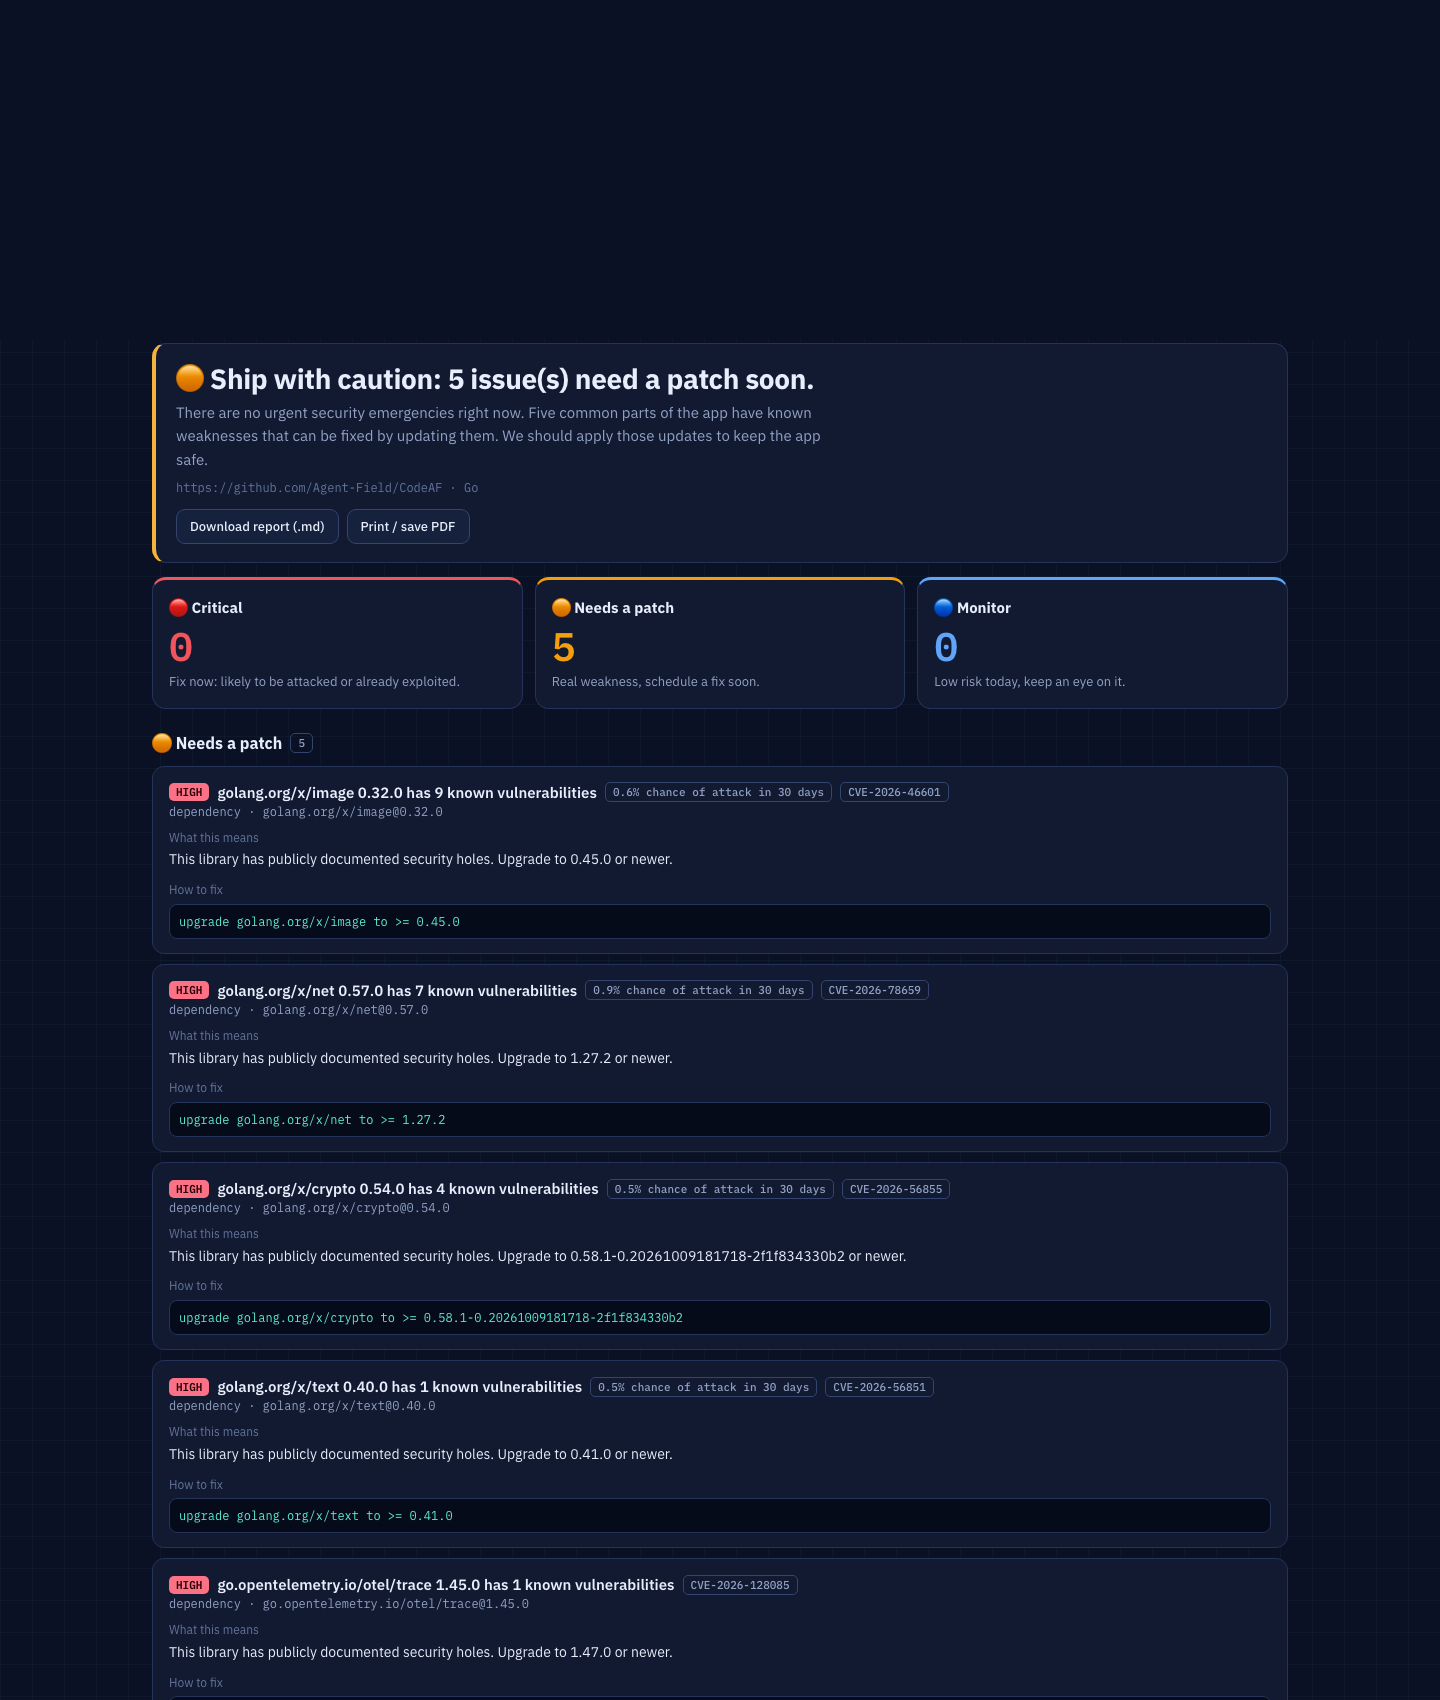 Ship with caution: 5 issue(s) need a patch soon.
There are no urgent security emergencies right now. Five common parts of the app have known
weaknesses that can be fixed by updating them. We should apply those updates to keep the app
safe.
https://github.com/Agent-Field/CodeAF · Go
Download report (.md)
Print / save PDF
Critical
0
Fix now: likely to be attacked or already exploited.
Needs a patch
5
Real weakness, schedule a fix soon.
Monitor
0
Low risk today, keep an eye on it.
Needs a patch 5
HIGH golang.org/x/image 0.32.0 has 9 known vulnerabilities 0.6% chance of attack in 30 days CVE-2026-46601
dependency · golang.org/x/image@0.32.0
What this means
This library has publicly documented security holes. Upgrade to 0.45.0 or newer.
How to fix
upgrade golang.org/x/image to >= 0.45.0
HIGH golang.org/x/net 0.57.0 has 7 known vulnerabilities 0.9% chance of attack in 30 days CVE-2026-78659
dependency · golang.org/x/net@0.57.0
What this means
This library has publicly documented security holes. Upgrade to 1.27.2 or newer.
How to fix
upgrade golang.org/x/net to >= 1.27.2
HIGH golang.org/x/crypto 0.54.0 has 4 known vulnerabilities 0.5% chance of attack in 30 days CVE-2026-56855
dependency · golang.org/x/crypto@0.54.0
What this means
This library has publicly documented security holes. Upgrade to 0.58.1-0.20261009181718-2f1f834330b2 or newer.
How to fix
upgrade golang.org/x/crypto to >= 0.58.1-0.20261009181718-2f1f834330b2
HIGH golang.org/x/text 0.40.0 has 1 known vulnerabilities 0.5% chance of attack in 30 days CVE-2026-56851
dependency · golang.org/x/text@0.40.0
What this means
This library has publicly documented security holes. Upgrade to 0.41.0 or newer.
How to fix
upgrade golang.org/x/text to >= 0.41.0
HIGH go.opentelemetry.io/otel/trace 1.45.0 has 1 known vulnerabilities CVE-2026-128085
dependency · go.opentelemetry.io/otel/trace@1.45.0
What this means
This library has publicly documented security holes. Upgrade to 1.47.0 or newer.
How to fix